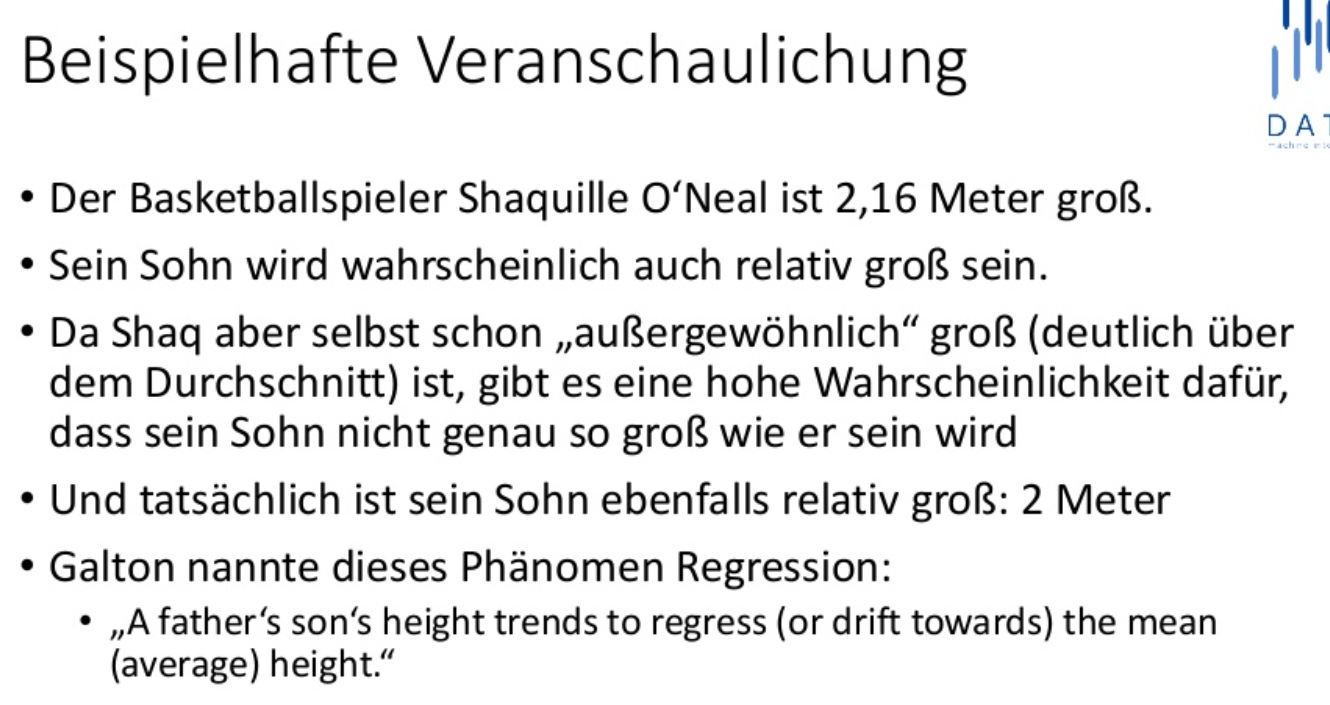 Beispielhafte Veranschaulichung
DAT
• Der Basketballspieler Shaquille O‘Neal ist 2,16 Meter groß.
• Sein Sohn wird wahrscheinlich auch relativ groß sein.
• Da Shaq aber selbst schon „außergewöhnlich“ groß (deutlich über
dem Durchschnitt) ist, gibt es eine hohe Wahrscheinlichkeit dafür,
dass sein Sohn nicht genau so groß wie er sein wird
• Und tatsächlich ist sein Sohn ebenfalls relativ groß: 2 Meter
• Galton nannte dieses Phänomen Regression:
• „A father‘s son‘s height trends to regress (or drift towards) the mean
(average) height.“